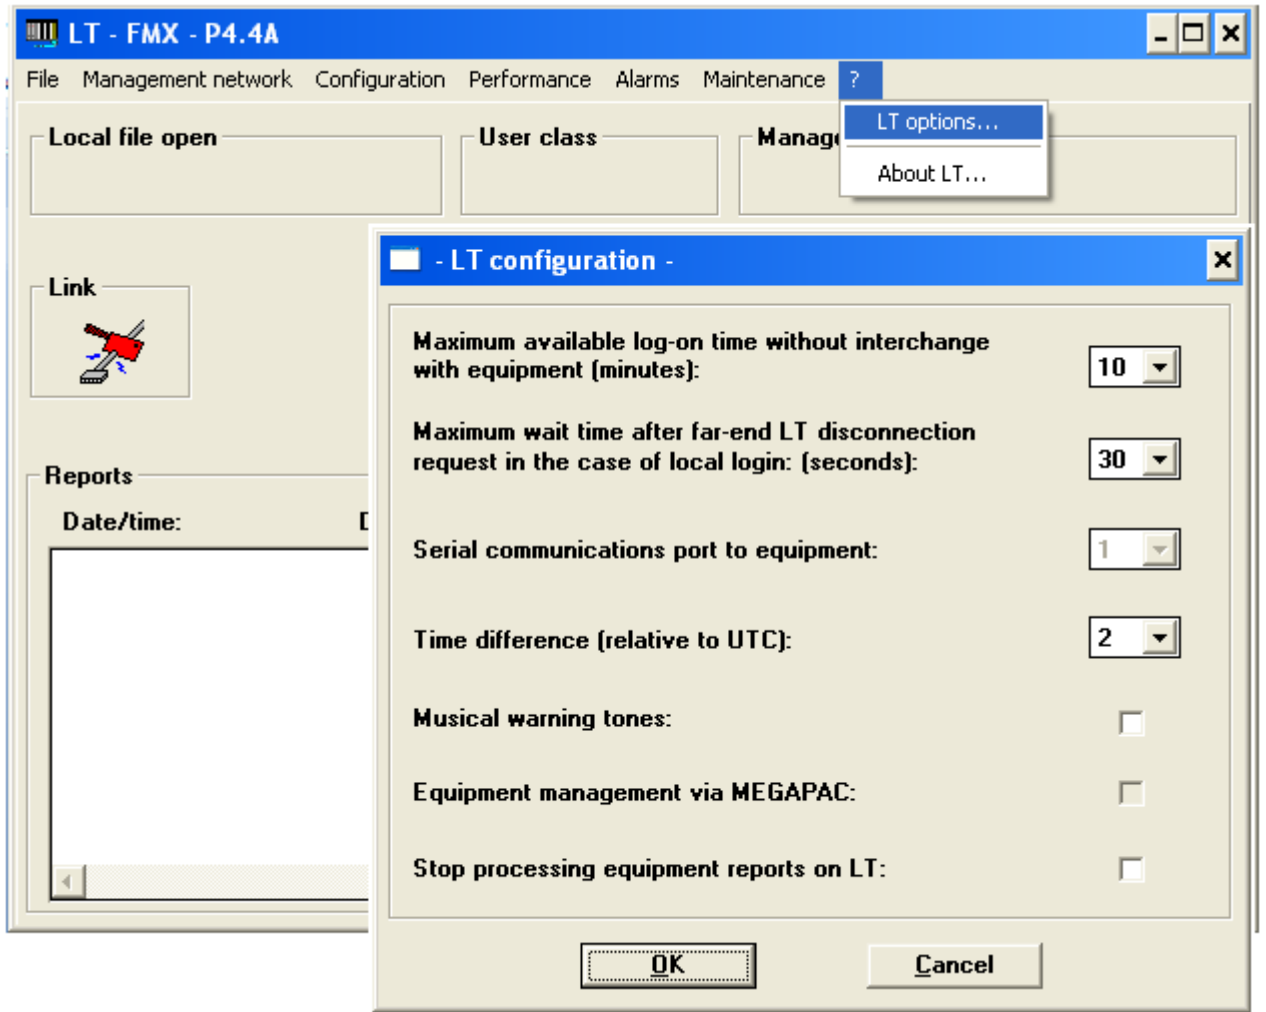 LT - FMX - P4.4A
File Management network Configuration Performance Alarms Maintenance ?
LT options...
About LT...
Local file open
User class
Link
- LT configuration -
Maximum available log-on time without interchange
with equipment (minutes):
10
Maximum wait time after far-end LT disconnection
request in the case of local login: (seconds):
30
Serial communications port to equipment:
1
Time difference (relative to UTC):
2
Musical warning tones:
Equipment management via MEGAPAC:
Stop processing equipment reports on LT:
OK
Cancel
Reports
Date/time: